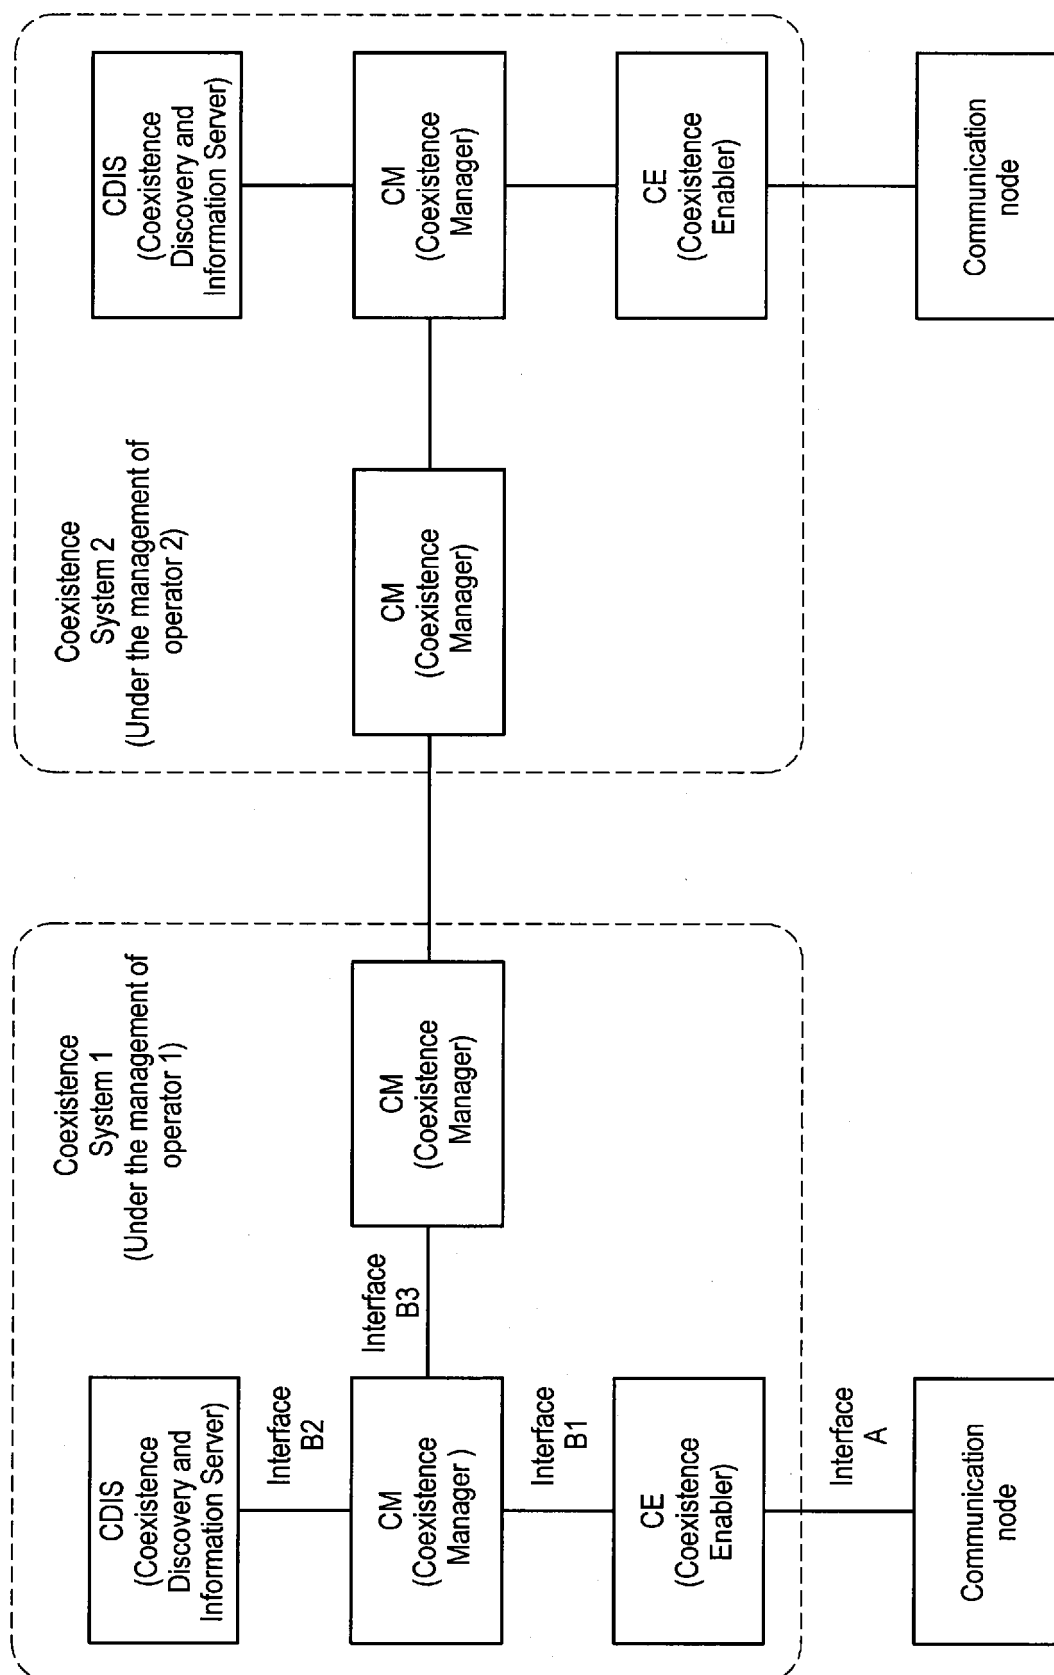 Coexistence
System 1
(Under the management of
operator 1)
CDIS
(Coexistence
Discovery and
Information Server)
Interface
B2
CM
(Coexistence
Manager )
Interface
B3
CM
(Coexistence
Manager)
Interface
B1
CE
(Coexistence
Enabler)
Interface
A
Communication
node
Coexistence
System 2
(Under the management of
operator 2)
CDIS
(Coexistence
Discovery and
Information Server)
CM
(Coexistence
Manager)
CM
(Coexistence
Manager)
CE
(Coexistence
Enabler)
Communication
node